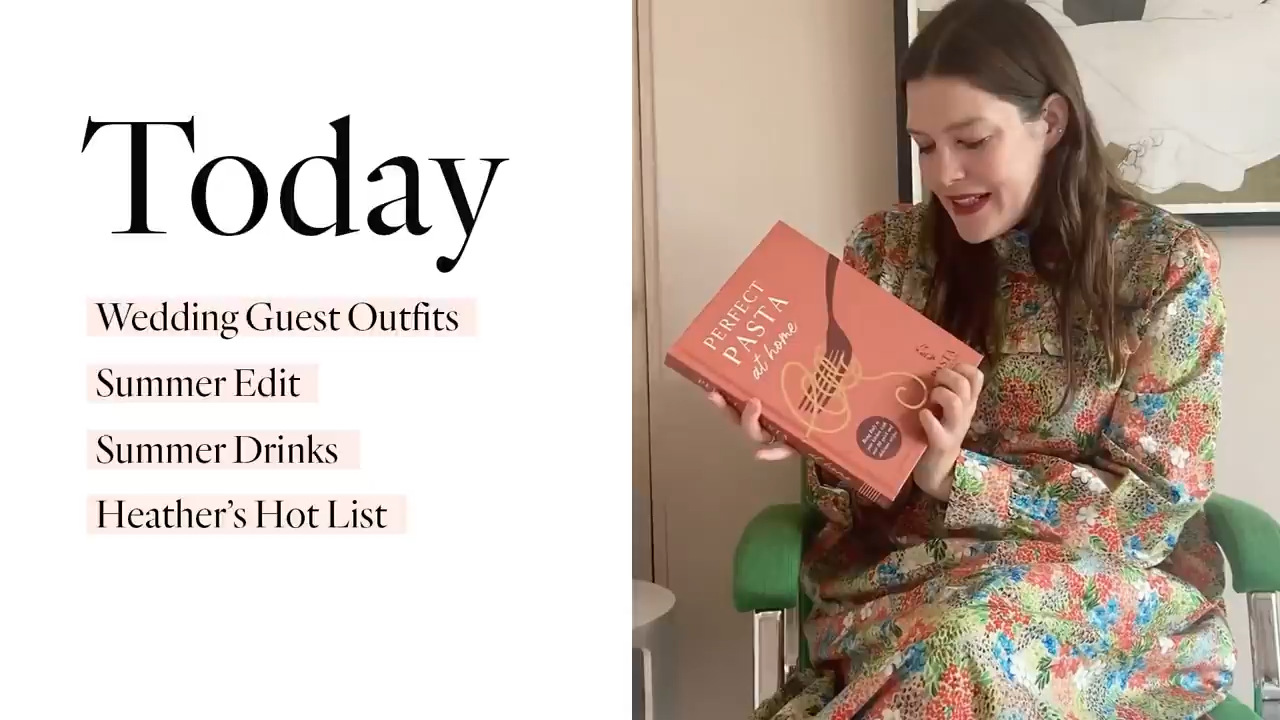 Today
Wedding Guest Outfits
Summer Edit
Summer Drinks
Heather's Hot List
PERFECT
PASTA
at home